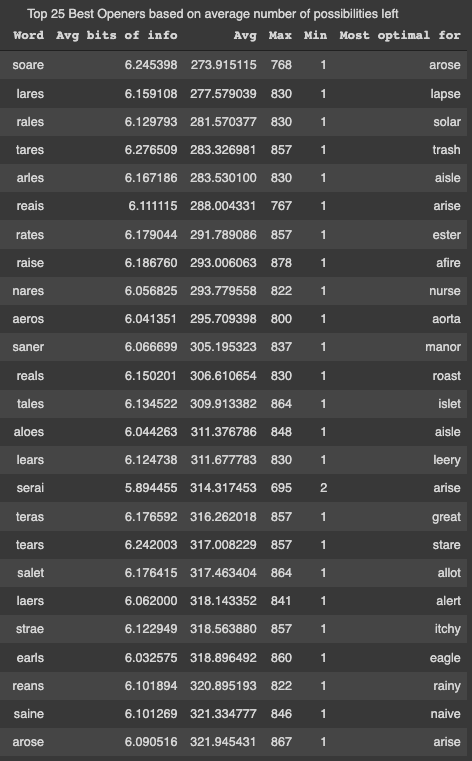 Top 25 Best Openers based on average number of possibilities left
Word Avg bits of info Avg Max Min Most optimal for
soare 6.245398 273.915115 768 1 arose
lares 6.159108 277.579039 830 1 lapse
rales 6.129793 281.570377 830 1 solar
tares 6.276509 283.326981 857 1 trash
arles 6.167186 283.530100 830 1 aisle
reais 6.111115 288.004331 767 1 arise
rates 6.179044 291.789086 857 1 ester
raise 6.186760 293.006063 878 1 afire
nares 6.056825 293.779558 822 1 nurse
aeros 6.041351 295.709398 800 1 aorta
saner 6.066699 305.195323 837 1 manor
reals 6.150201 306.610654 830 1 roast
tales 6.134522 309.913382 864 1 islet
aloes 6.044263 311.376786 848 1 aisle
lears 6.124738 311.677783 830 1 leery
serai 5.894455 314.317453 695 2 arise
teras 6.176592 316.262018 857 1 great
tears 6.242003 317.008229 857 1 stare
salet 6.176415 317.463404 864 1 allot
laers 6.062000 318.143352 841 1 alert
strae 6.122949 318.563880 857 1 itchy
earls 6.032575 318.896492 860 1 eagle
reans 6.101894 320.895193 822 1 rainy
saine 6.101269 321.334777 846 1 naive
arose 6.090516 321.945431 867 1 arise